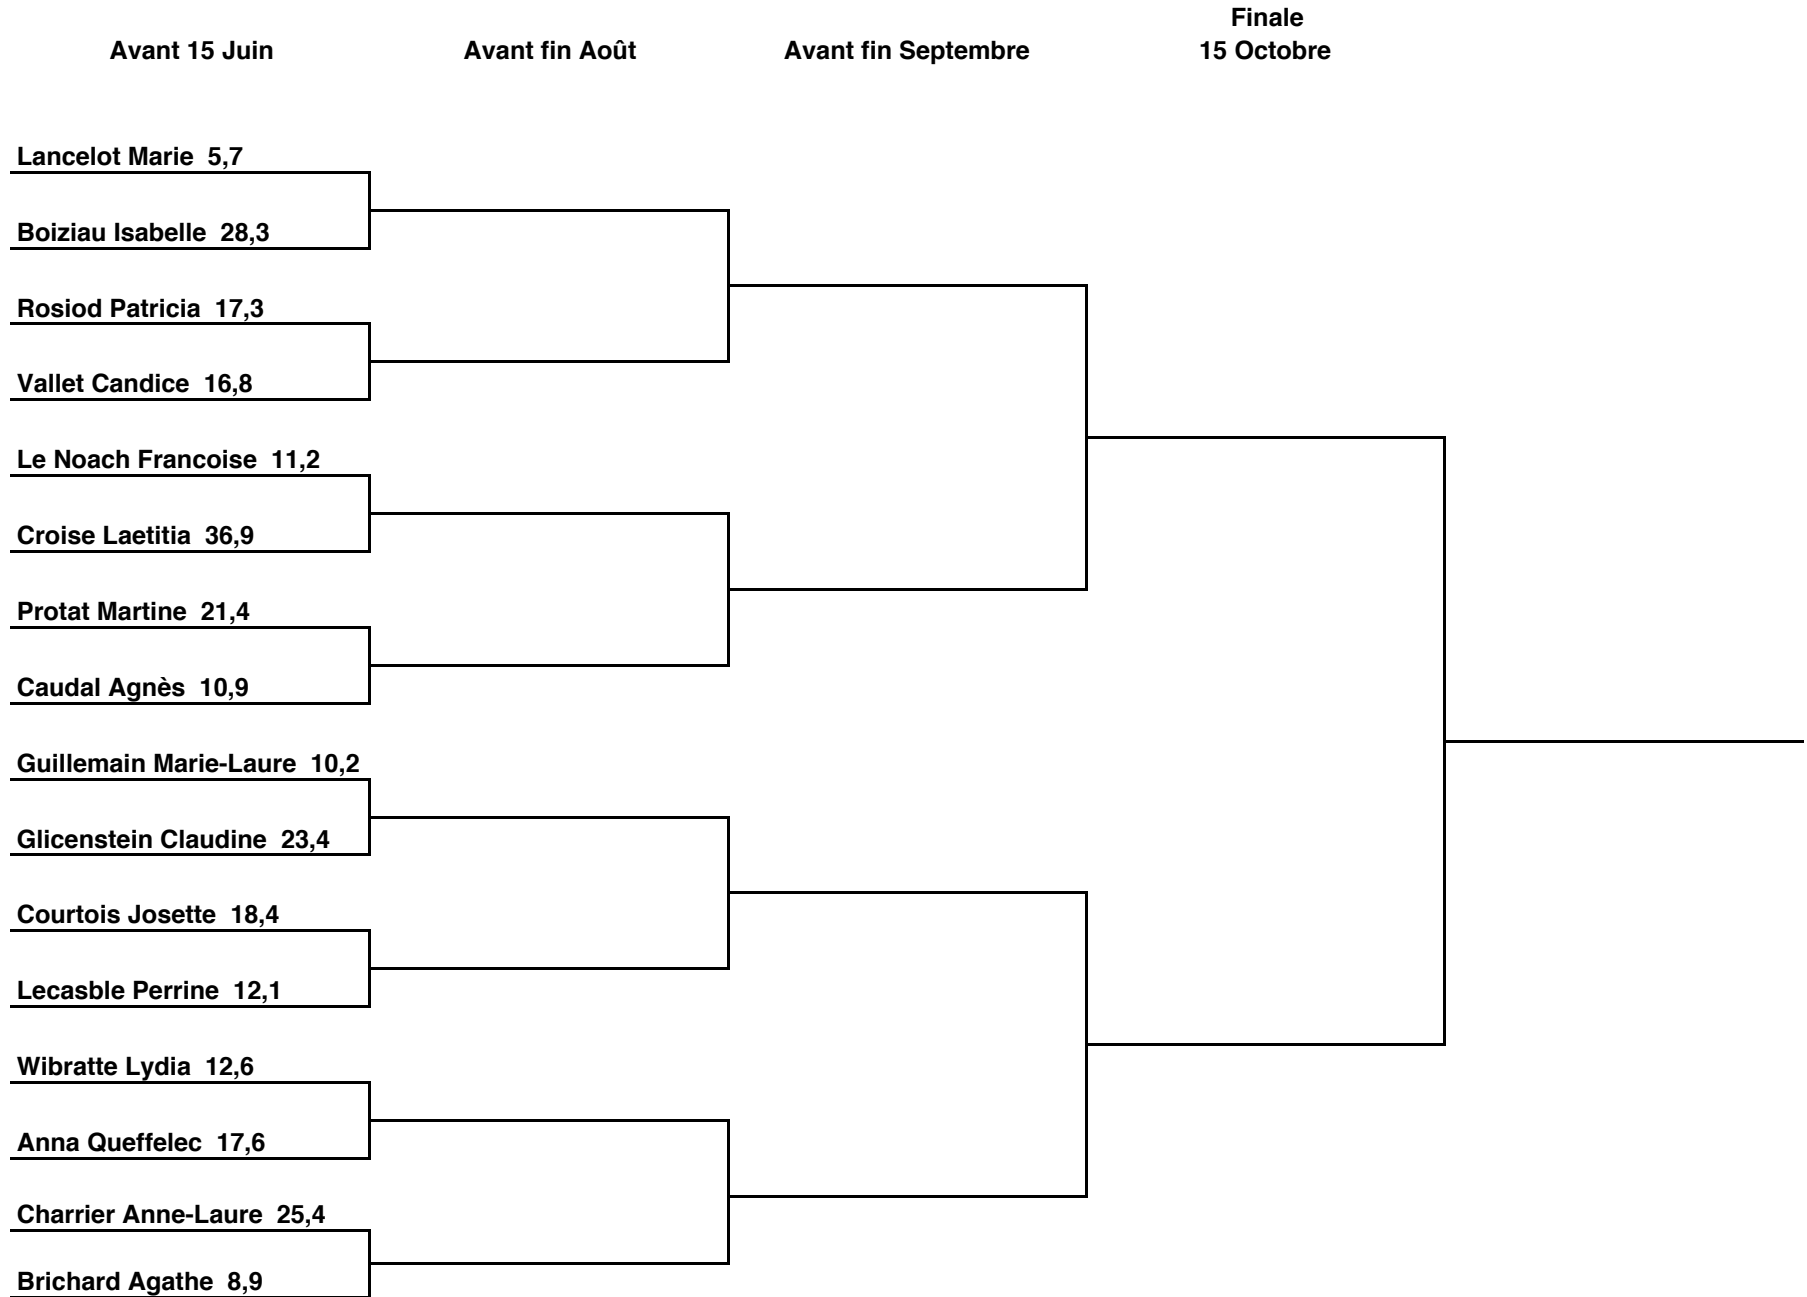 Finale
Avant 15 Juin Avant fin Août Avant fin Septembre 15 Octobre
Lancelot Marie 5,7
Boiziau Isabelle 28,3
Rosiod Patricia 17,3
Vallet Candice 16,8
Le Noach Francoise 11,2
Croise Laetitia 36,9
Protat Martine 21,4
Caudal Agnès 10,9
Guillemain Marie-Laure 10,2
Glicenstein Claudine 23,4
Courtois Josette 18,4
Lecasble Perrine 12,1
Wibratte Lydia 12,6
Anna Queffelec 17,6
Charrier Anne-Laure 25,4
Brichard Agathe 8,9